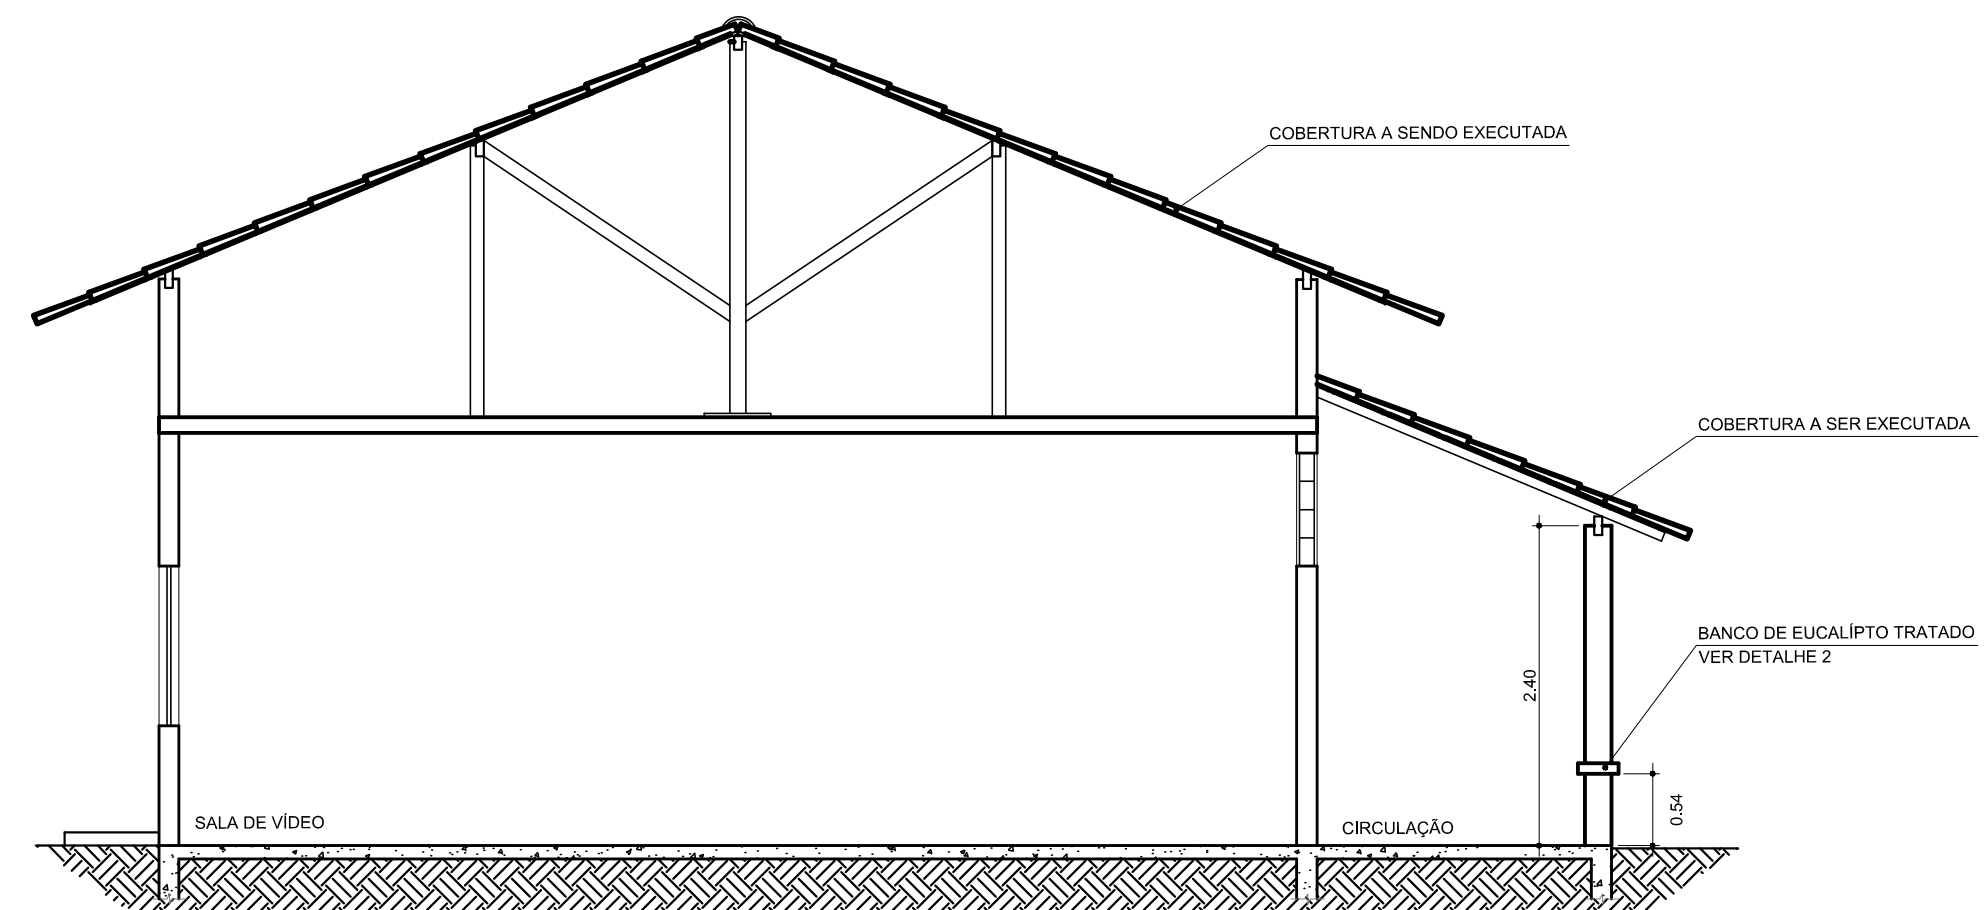 COBERTURA A SENDO EXECUTADA
COBERTURA A SER EXECUTADA
BANCO DE EUCALÍPTO TRATADO
VER DETALHE 2
2.40
0.54
SALA DE VÍDEO
CIRCULAÇÃO